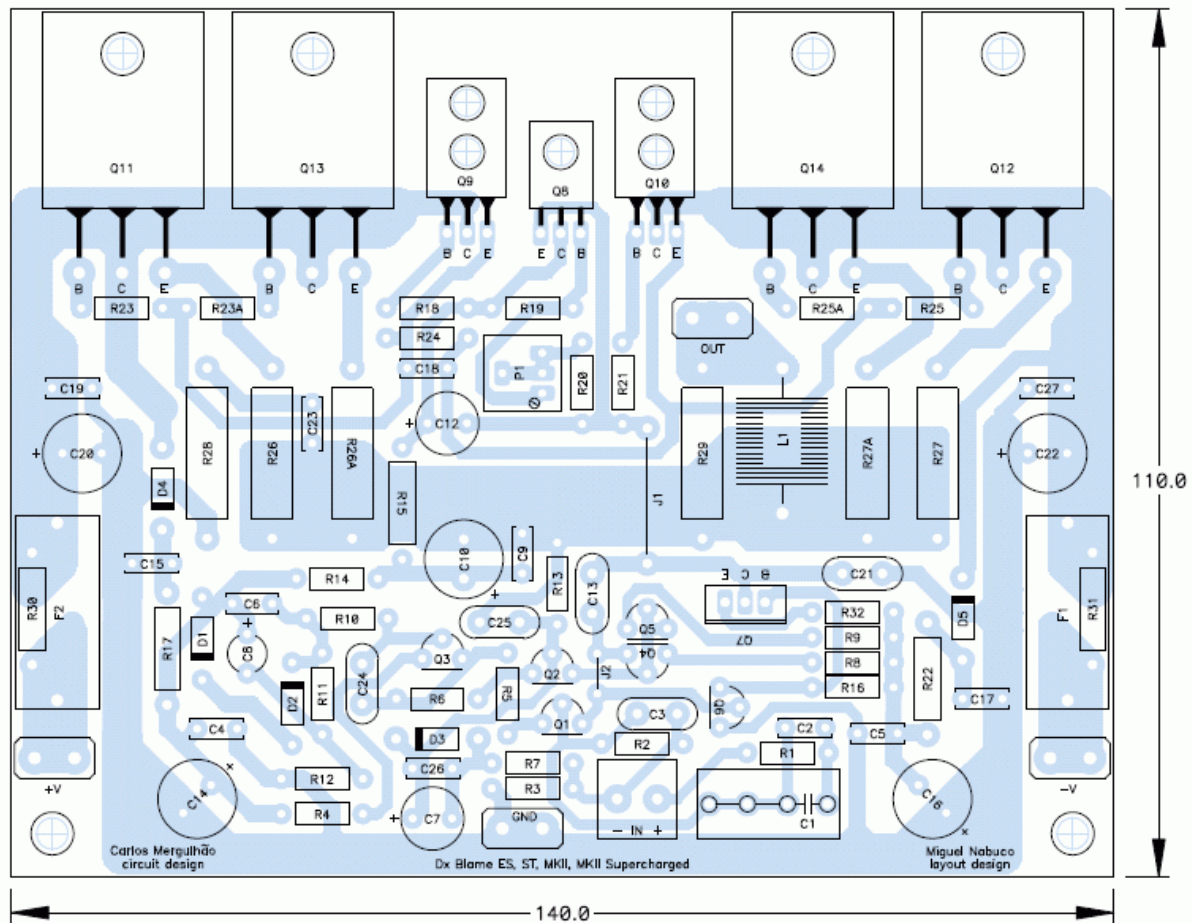 Q11
Q13
Q9
Q8
Q10
Q14
Q12
B C E
B C E
B C E
E C B
B C E
B C E
B C E
R23
R23A
R18
R19
R25A
R25
R24
OUT
C18
P1
R20
R21
C19
C27
C12
C23
C20
R28
R26
R26A
R29
L1
R27A
R27
C22
110.0
D4
R15
J1
C10
C9
C15
R14
R13
C13
B C E
C21
R30
F2
C6
D5
F1
R31
R17
D1
R10
C25
Q5
Q7
R32
C8
Q3
Q4
R9
Q2
J2
R8
D2
R11
C24
R6
R5
R16
R22
C17
Q6
C4
Q1
C3
C2
C5
D3
R2
R1
C26
R7
+V
R12
R3
-V
C14
R4
C7
GND
- IN +
C1
C16
Carlos Mergulhão
circuit design
Dx Blame ES, ST, MKII, MKII Supercharged
Miguel Nabuco
layout design
140.0